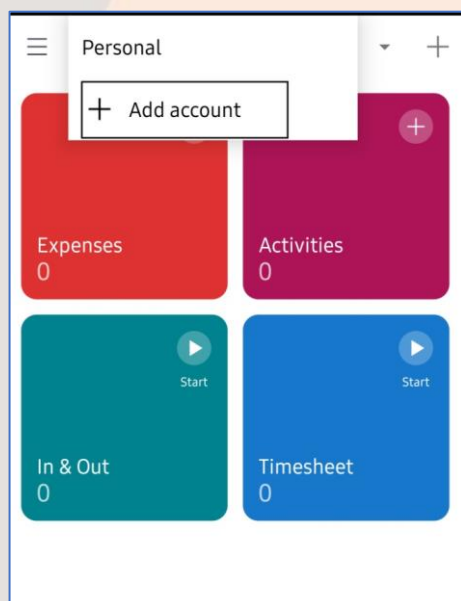 Personal
Add account
Expenses
0
Activities
0
Start
In & Out
0
Start
Timesheet
0